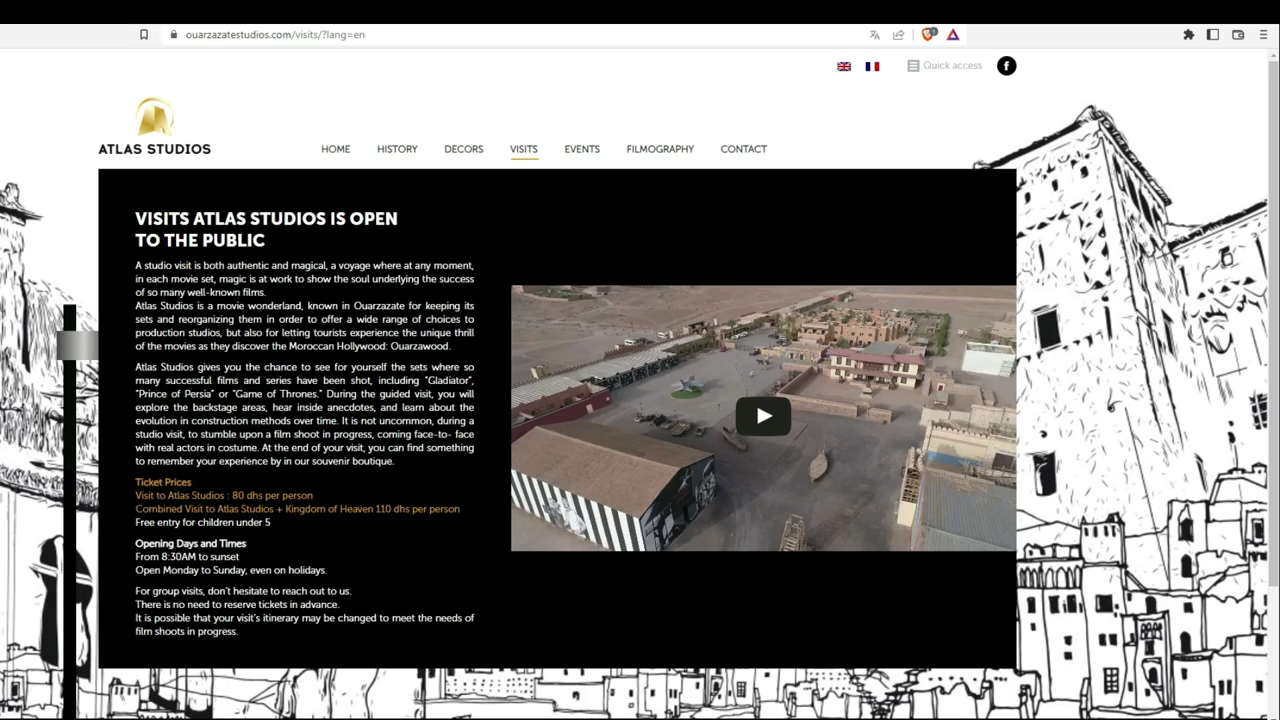 ouarzazatestudios.com/visits/?lang=en
Quick access
ATLAS STUDIOS
HOME HISTORY DECORS VISITS EVENTS FILMOGRAPHY CONTACT
VISITS ATLAS STUDIOS IS OPEN
TO THE PUBLIC
A studio visit is both authentic and magical, a voyage where at any moment,
in each movie set, magic is at work to show the soul underlying the success
of so many well-known films.
Atlas Studios is a movie wonderland, known in Ouarzazate for keeping its
sets and reorganizing them in order to offer a wide range of choices to
production studios, but also for letting tourists experience the unique thrill
of the movies as they discover the Moroccan Hollywood: Ouarzawood.
Atlas Studios gives you the chance to see for yourself the sets where so
many successful films and series have been shot, including “Gladiator”,
“Prince of Persia” or “Game of Thrones.” During the guided visit, you will
explore the backstage areas, hear inside anecdotes, and learn about the
evolution in construction methods over time. It is not uncommon, during a
studio visit, to stumble upon a film shoot in progress, coming face-to- face
with real actors in costume. At the end of your visit, you can find something
to remember your experience by in our souvenir boutique.
Ticket Prices
Visit to Atlas Studios : 80 dhs per person
Combined Visit to Atlas Studios + Kingdom of Heaven 110 dhs per person
Free entry for children under 5
Opening Days and Times
From 8:30AM to sunset
Open Monday to Sunday, even on holidays.
For group visits, don't hesitate to reach out to us.
There is no need to reserve tickets in advance.
It is possible that your visit's itinerary may be changed to meet the needs of
film shoots in progress.